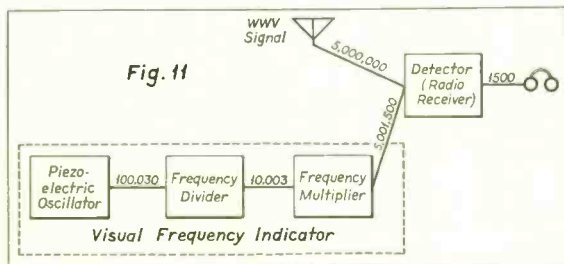 WWV
Signal
5,000,000
Fig. 11
Detector
(Radio
Receiver)
1500
5,001,500
Piezo-
electric
Oscillator
100.030
Frequency
Divider
10.003
Frequency
Multiplier
Visual Frequency Indicator